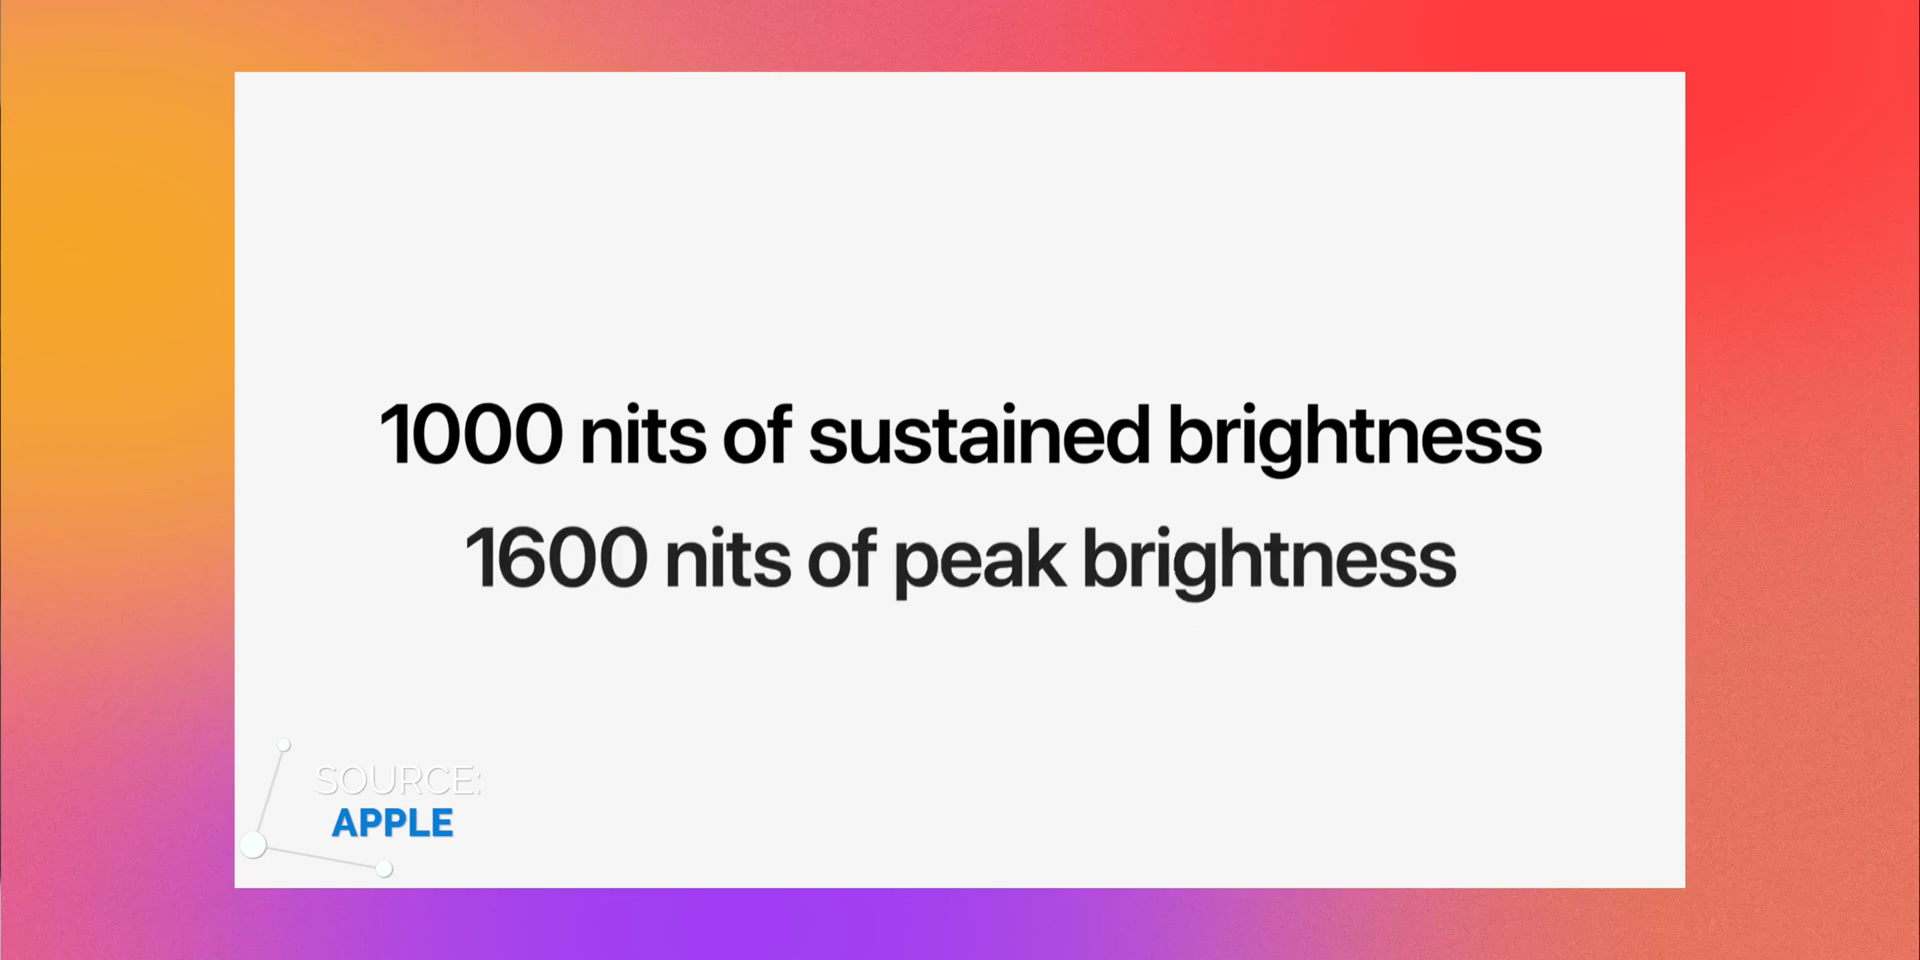 1000 nits of sustained brightness
1600 nits of peak brightness
SOURCE:
APPLE